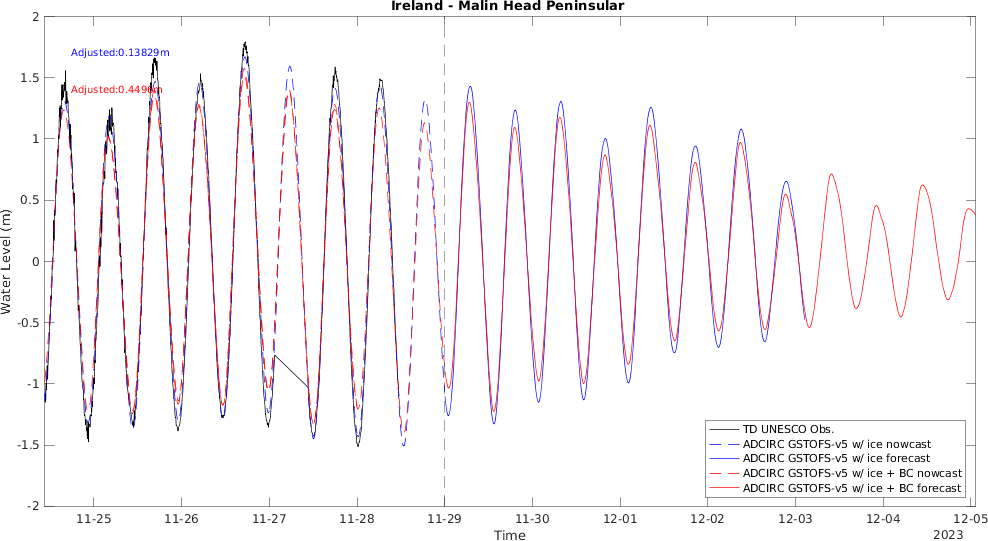 Ireland - Malin Head Peninsular
Adjusted:0.13829m
Adjusted:0.4496m
Water Level (m)
2
1.5
1
0.5
0
-0.5
-1
-1.5
-2
TD UNESCO Obs.
ADCIRC GSTOFS-v5 w/ ice nowcast
ADCIRC GSTOFS-v5 w/ ice forecast
ADCIRC GSTOFS-v5 w/ ice + BC nowcast
ADCIRC GSTOFS-v5 w/ ice + BC forecast
11-25 11-26 11-27 11-28 11-29 11-30 12-01 12-02 12-03 12-04 12-05
Time
2023